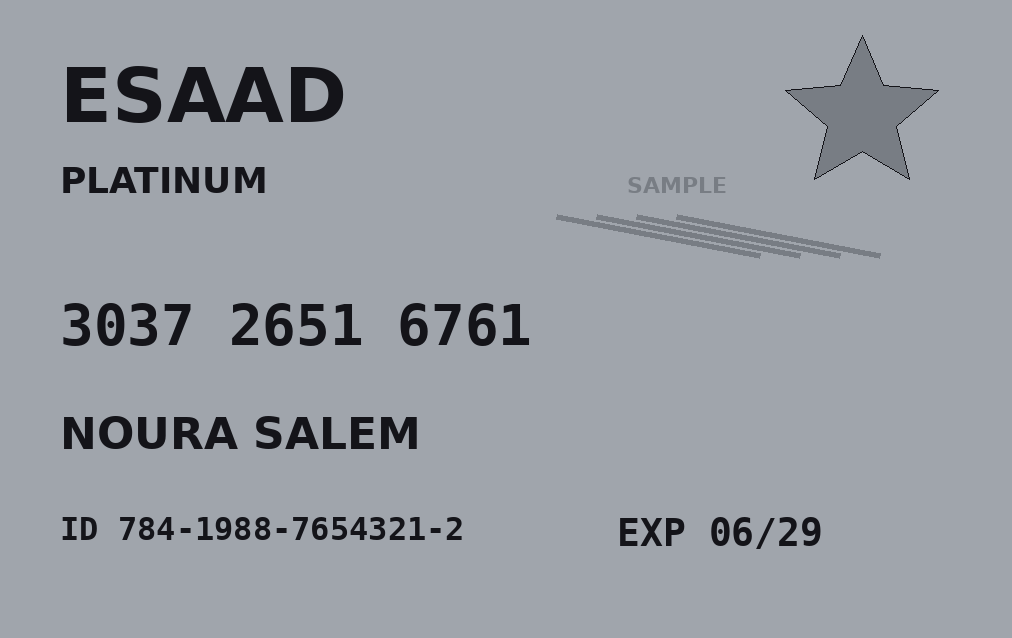 ESAAD
PLATINUM
SAMPLE
3037 2651 6761
NOURA SALEM
ID 784-1988-7654321-2
EXP 06/29